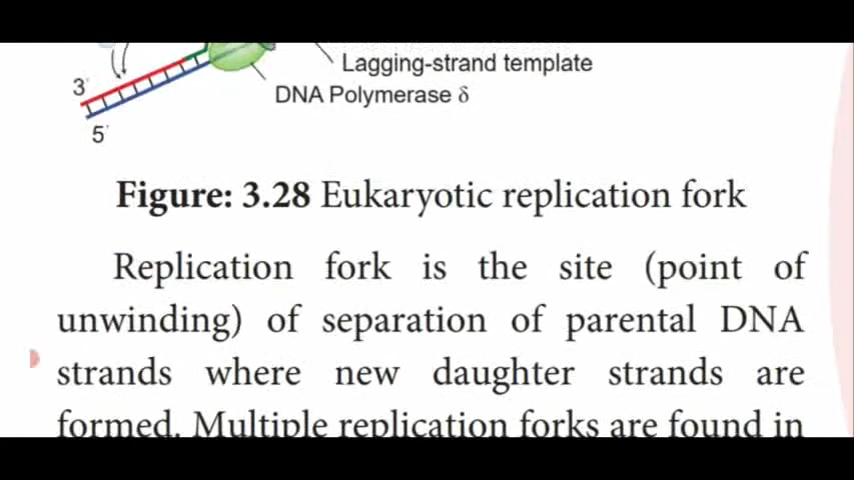 Lagging-strand template
3'
DNA Polymerase δ
5'
Figure: 3.28 Eukaryotic replication fork
Replication fork is the site (point of
unwinding) of separation of parental DNA
strands where new daughter strands are
formed. Multiple replication forks are found in